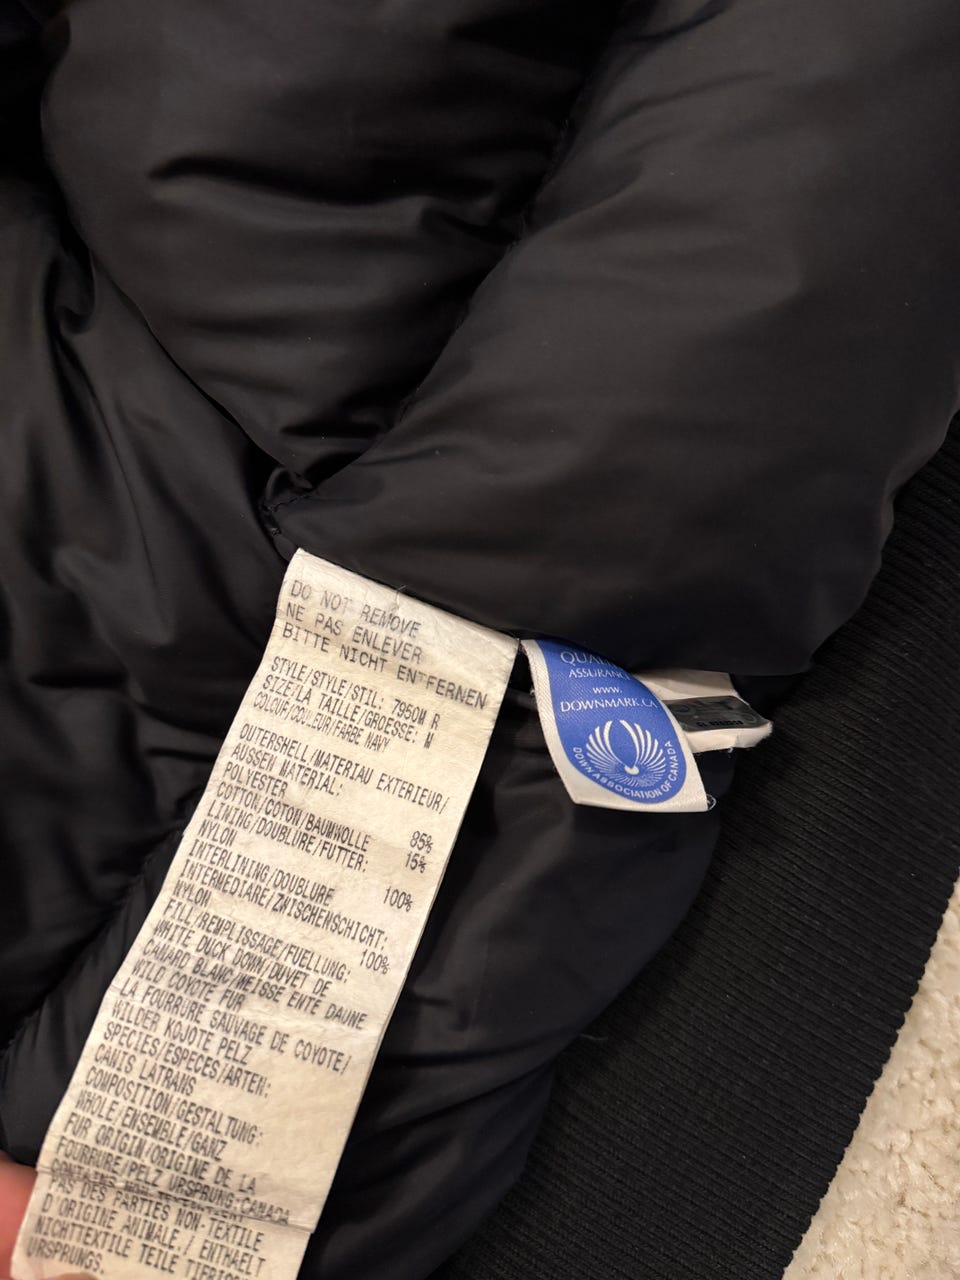 DO NOT REMOVE
NE PAS ENLEVER
BITTE NICHT ENTFERNEN
STYLE/STYLE/STIL: 7950M R
SIZE/LA TAILLE/GROESSE: M
COLOUR/COULEUR/FARBE NAVY
OUTERSHELL/MATERIAU EXTERIEUR/
AUSSEN MATERIAL:
POLYESTER 85%
COTTON/COTON BAUMWOLLE 15%
LINING/DOUBLURE/FUTTER:
NYLON 100%
INTERLINING/DOUBLURE
INTERMEDIARE/ZWISCHENSCHICHT:
NYLON 100%
FILL/REMPLISSAGE/FUELLUNG:
WHITE DUCK DOWN/DUVET DE
CANARD BLANC/WEISSE ENTE DAUNE
WILD COYOTE FUR
LA FOURRURE SAUVAGE DE COYOTE/
WILDER KOJOTE PELZ
SPECIES/ESPECES/ARTEN:
CANIS LATRANS
COMPOSITION/GESTALTUNG:
WHOLE/ENSEMBLE/GANZ
FUR ORIGIN/ORIGINE DE LA
FOURRURE/PELZ URSPRUNG:CANADA
CONTAINS NON-TEXTILE
PAS DES PARTIES NON-TEXTILE
D'ORIGINE ANIMALE./ ENTHAELT
NICHTTEXTILE TEILE
URSPRUNGS.
ASSURANCE
www.
DOWNMARK.CA
DOWN ASSOCIATION OF CANADA